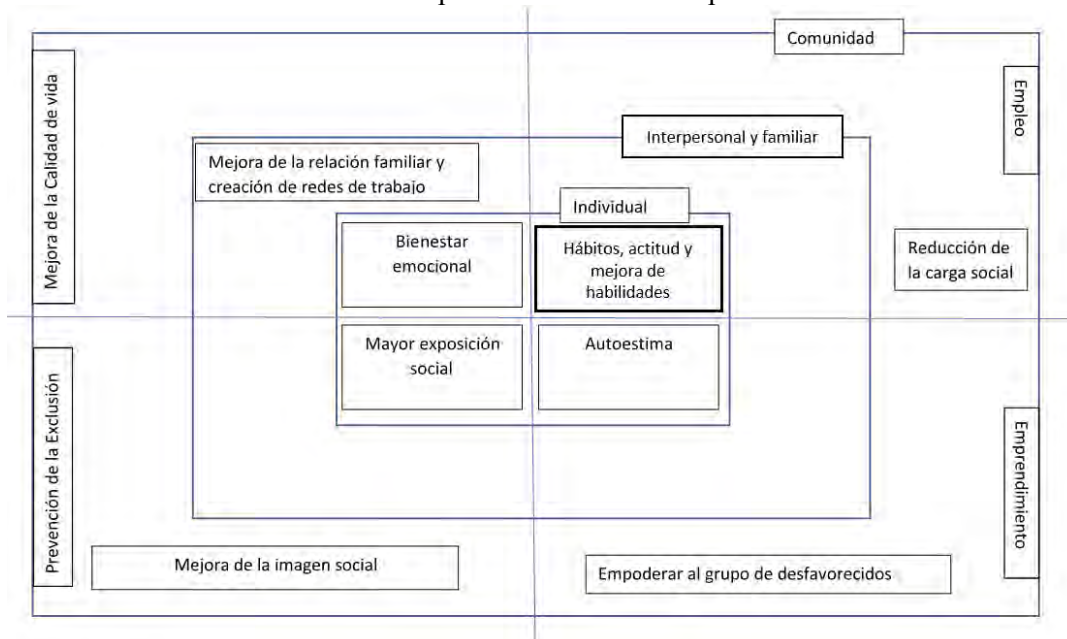 Comunidad
Mejora de la Calidad de vida
Empleo
Interpersonal y familiar
Mejora de la relación familiar y
creación de redes de trabajo
Individual
Bienestar
emocional
Hábitos, actitud y
mejora de
habilidades
Reducción de
la carga social
Mayor exposición
social
Autoestima
Prevención de la Exclusión
Emprendimiento
Mejora de la imagen social
Empoderar al grupo de desfavorecidos